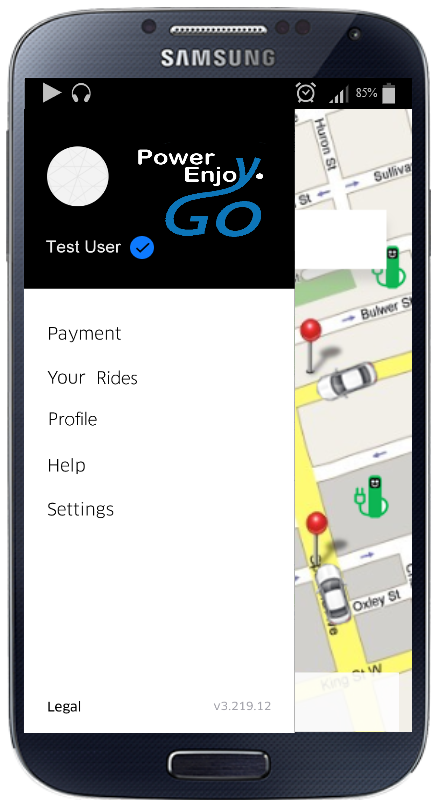 SAMSUNG
85%
Power
Enjoy.
GO
Test User
Payment
Your Rides
Profile
Help
Settings
Legal
v3.219.12
Huron St
St
Bulwer St
Oxley St
King St W